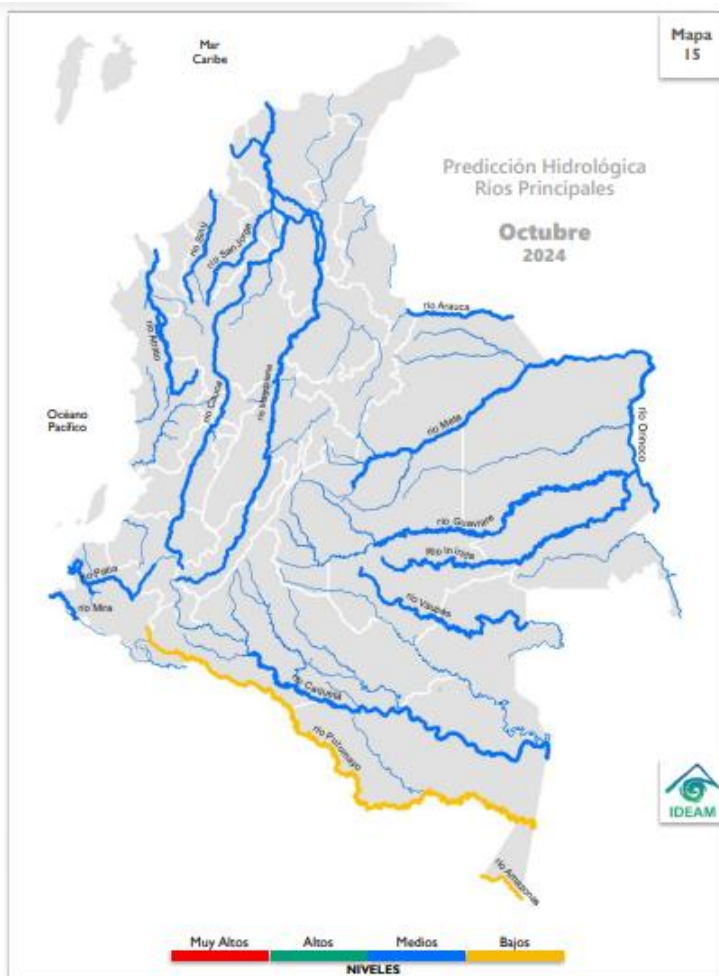 Mar
Caribe
Mapa
15
Predicción Hidrológica
Ríos Principales
Octubre
2024
río Sinú
río San Jorge
río Arauca
río Atrato
río Cauca
río Magdalena
río Meta
Océano
Pacífico
río Orinoco
río Guaviare
Río Inírida
río Patía
río Vaupés
río Mira
río Caquetá
río Putumayo
IDEAM
río Amazonas
Muy Altos
Altos
Medios
Bajos
NIVELES